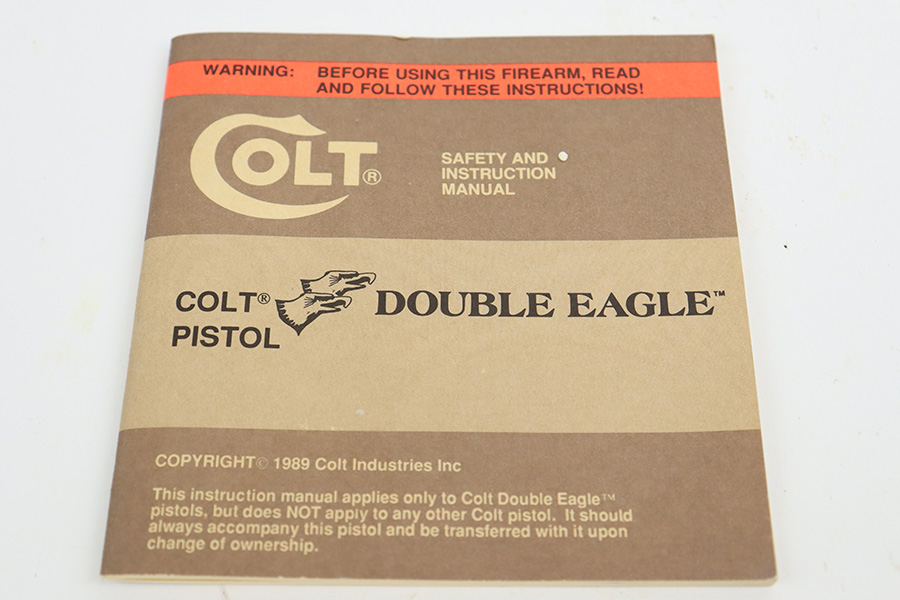 WARNING: BEFORE USING THIS FIREARM, READ
AND FOLLOW THESE INSTRUCTIONS!
COLT®
SAFETY AND
INSTRUCTION
MANUAL
COLT®
PISTOL
DOUBLE EAGLE™
COPYRIGHT© 1989 Colt Industries Inc
This instruction manual applies only to Colt Double Eagle™
pistols, but does NOT apply to any other Colt pistol. It should
always accompany this pistol and be transferred with it upon
change of ownership.